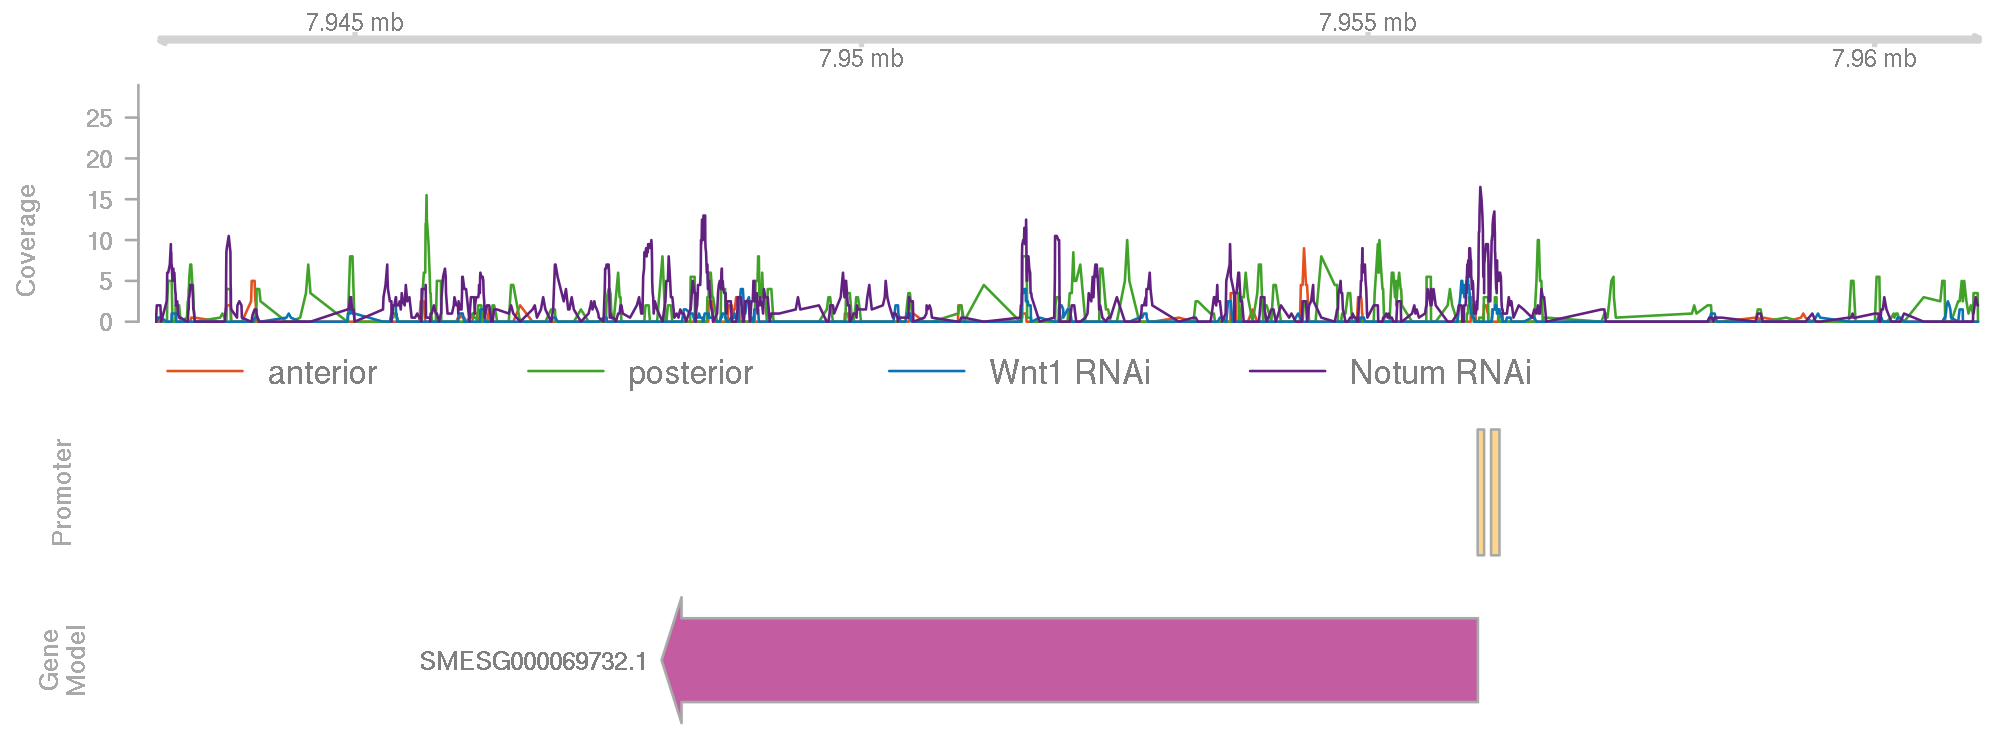 7.945 mb
7.955 mb
7.95 mb
7.96 mb
Coverage
25
20
15
10
5
0
anterior
posterior
Wnt1 RNAi
Notum RNAi
Promoter
Gene
Model
SMESG000069732.1